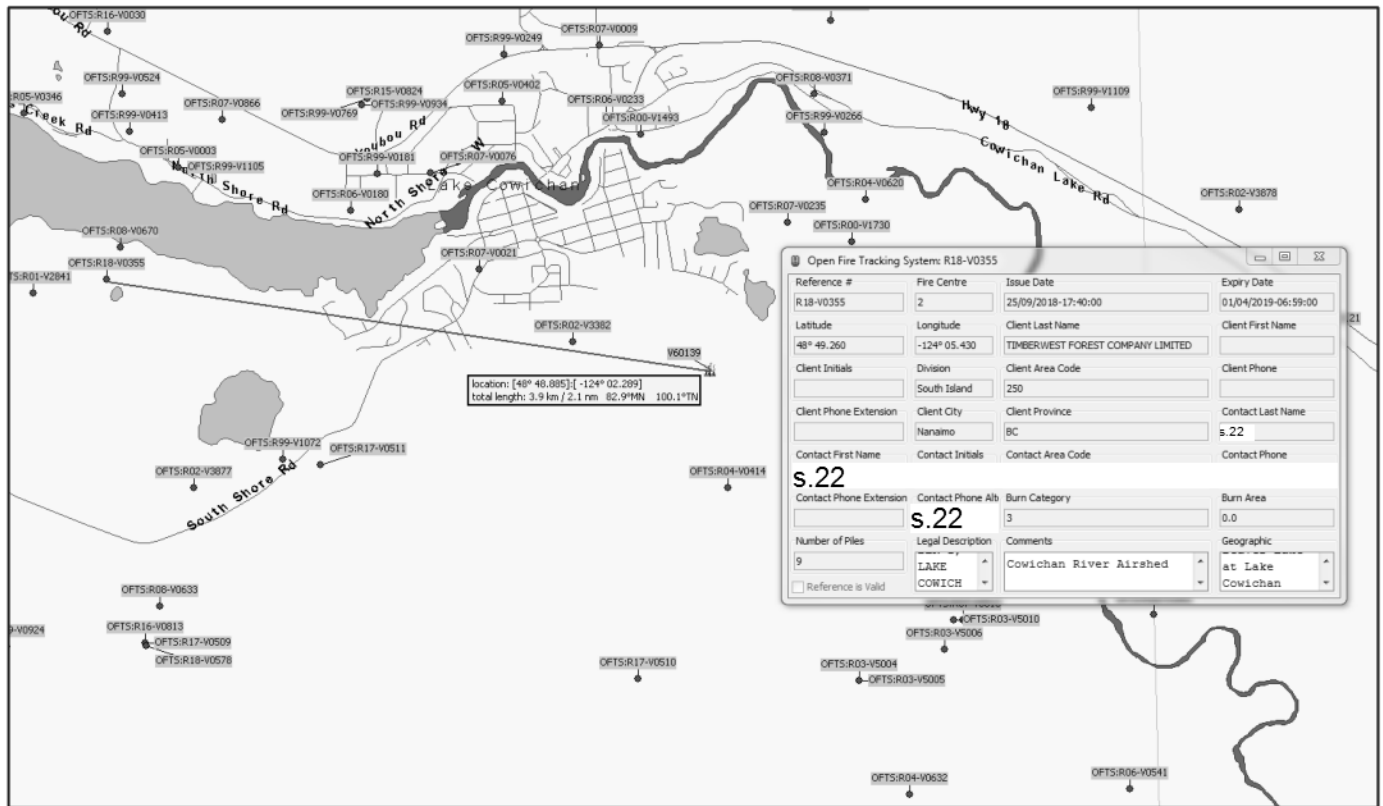 ou Rd
OFTS:R16-V0030
OFTS:R07-V0009
OFTS:R99-V0249
OFTS:R99-V0524
OFTS:R05-V0402
OFTS:R08-V0371
R05-V0346
OFTS:R15-V0824
OFTS:R99-V1109
OFTS:R07-V0866
OFTS:R99-V0934
OFTS:R06-V0233
OFTS:R99-V0413
OFTS:R99-V0769
OFTS:R00-V1493
OFTS:R99-V0266
Hwy 18
Creek Rd
Youbou Rd
Cowichan Lake Rd
OFTS:R05-V0003
OFTS:R99-V1105
OFTS:R99-V0181
OFTS:R07-V0076
North Shore Rd
North Shore W
Lake Cowichan
OFTS:R06-V0180
OFTS:R04-V0620
OFTS:R02-V3878
OFTS:R07-V0235
OFTS:R00-V1730
OFTS:R08-V0670
OFTS:R07-V0021
OFTS:R18-V0355
TS:R01-V2841
OFTS:R02-V3382
V60139
location: [48° 48.885]:[ -124° 02.289]
total length: 3.9 km / 2.1 nm 82.9°MN 100.1°TN
21
Open Fire Tracking System: R18-V0355
Reference # Fire Centre Issue Date Expiry Date
R18-V0355 2 25/09/2018-17:40:00 01/04/2019-06:59:00
Latitude Longitude Client Last Name Client First Name
48° 49.260 -124° 05.430 TIMBERWEST FOREST COMPANY LIMITED
Client Initials Division Client Area Code Client Phone
South Island 250
Client Phone Extension Client City Client Province Contact Last Name
Nanaimo BC s.22
Contact First Name Contact Initials Contact Area Code Contact Phone
s.22
Contact Phone Extension Contact Phone Alt Burn Category Burn Area
s.22 3 0.0
Number of Piles Legal Description Comments Geographic
9 LAKE Cowichan River Airshed at Lake
COWICH Cowichan
Reference is Valid
OFTS:R99-V1072
OFTS:R17-V0511
OFTS:R02-V3877
OFTS:R04-V0414
South Shore Rd
OFTS:R08-V0633
OFTS:R16-V0813
9-V0924
OFTS:R17-V0509
OFTS:R18-V0578
OFTS:R03-V5010
OFTS:R03-V5006
OFTS:R17-V0510
OFTS:R03-V5004
OFTS:R03-V5005
OFTS:R04-V0632
OFTS:R06-V0541